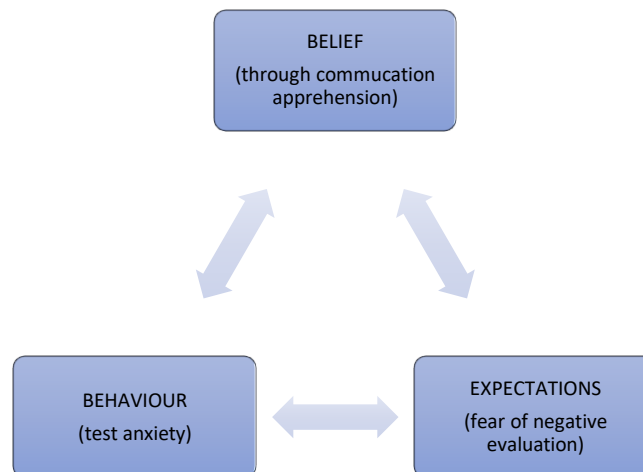 BELIEF
(through commucation
apprehension)
BEHAVIOUR
(test anxiety)
EXPECTATIONS
(fear of negative
evaluation)